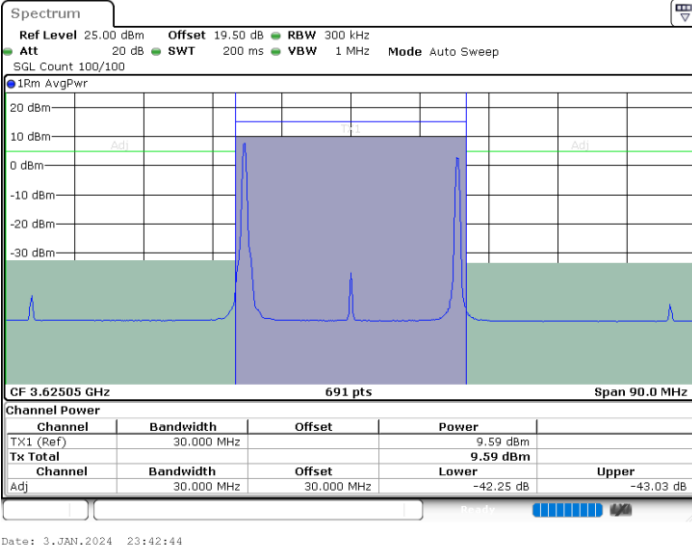 Spectrum
Ref Level 25.00 dBm Offset 19.50 dB RBW 300 kHz
Att 20 dB SWT 200 ms VBW 1 MHz Mode Auto Sweep
SGL Count 100/100
1Rm AvgPwr
20 dBm
TX1
10 dBm
Adj Adj
0 dBm
-10 dBm
-20 dBm
-30 dBm
CF 3.62505 GHz 691 pts Span 90.0 MHz
Channel Power
Channel Bandwidth Offset Power
TX1 (Ref) 30.000 MHz 9.59 dBm
Tx Total 9.59 dBm
Channel Bandwidth Offset Lower Upper
Adj 30.000 MHz 30.000 MHz -42.25 dB -43.03 dB
Ready
Date: 3.JAN.2024 23:42:44